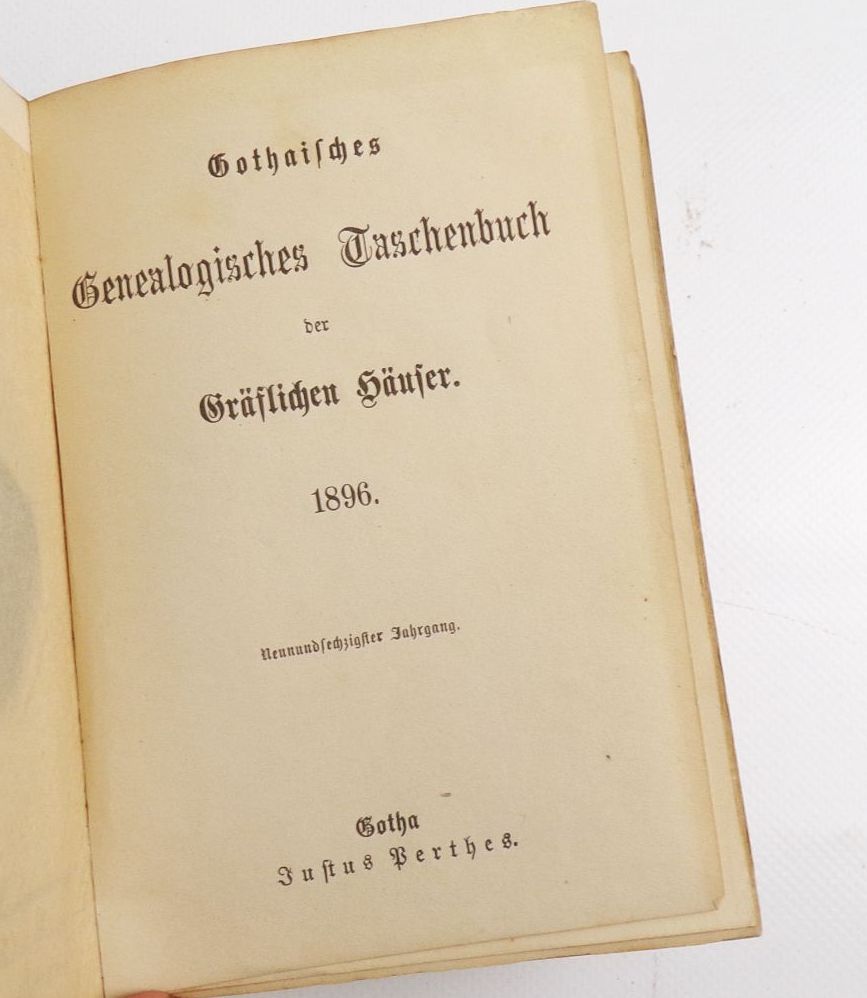 Gothaiſches
Genealogisches Taschenbuch
der
Gräflichen Häuſer.
1896.
Neunundſechzigſter Jahrgang.
Gotha
Juſtus Perthes.